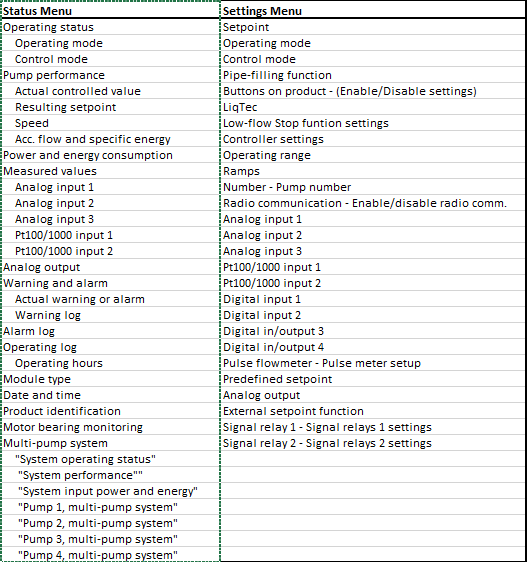 Status Menu Settings Menu
Operating status Setpoint
Operating mode Operating mode
Control mode Control mode
Pump performance Pipe-filling function
Actual controlled value Buttons on product - (Enable/Disable settings)
Resulting setpoint LiqTec
Speed Low-flow Stop funtion settings
Acc. flow and specific energy Controller settings
Power and energy consumption Operating range
Measured values Ramps
Analog input 1 Number - Pump number
Analog input 2 Radio communication - Enable/disable radio comm.
Analog input 3 Analog input 1
Pt100/1000 input 1 Analog input 2
Pt100/1000 input 2 Analog input 3
Analog output Pt100/1000 input 1
Warning and alarm Pt100/1000 input 2
Actual warning or alarm Digital input 1
Warning log Digital input 2
Alarm log Digital in/output 3
Operating log Digital in/output 4
Operating hours Pulse flowmeter - Pulse meter setup
Module type Predefined setpoint
Date and time Analog output
Product identification External setpoint function
Motor bearing monitoring Signal relay 1 - Signal relays 1 settings
Multi-pump system Signal relay 2 - Signal relays 2 settings
"System operating status"
"System performance""
"System input power and energy"
"Pump 1, multi-pump system"
"Pump 2, multi-pump system"
"Pump 3, multi-pump system"
"Pump 4, multi-pump system"